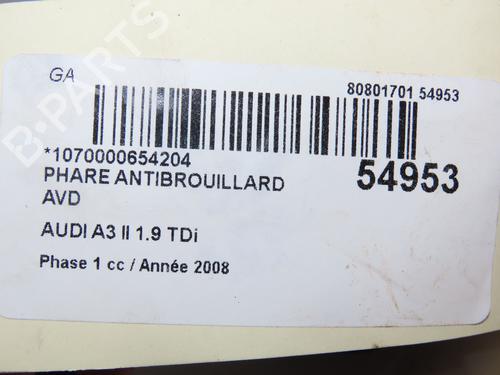 GA
80801701 54953
*1070000654204
54953
PHARE ANTIBROUILLARD
AVD
AUDI A3 II 1.9 TDi
Phase 1 cc / Année 2008
B-PARTS